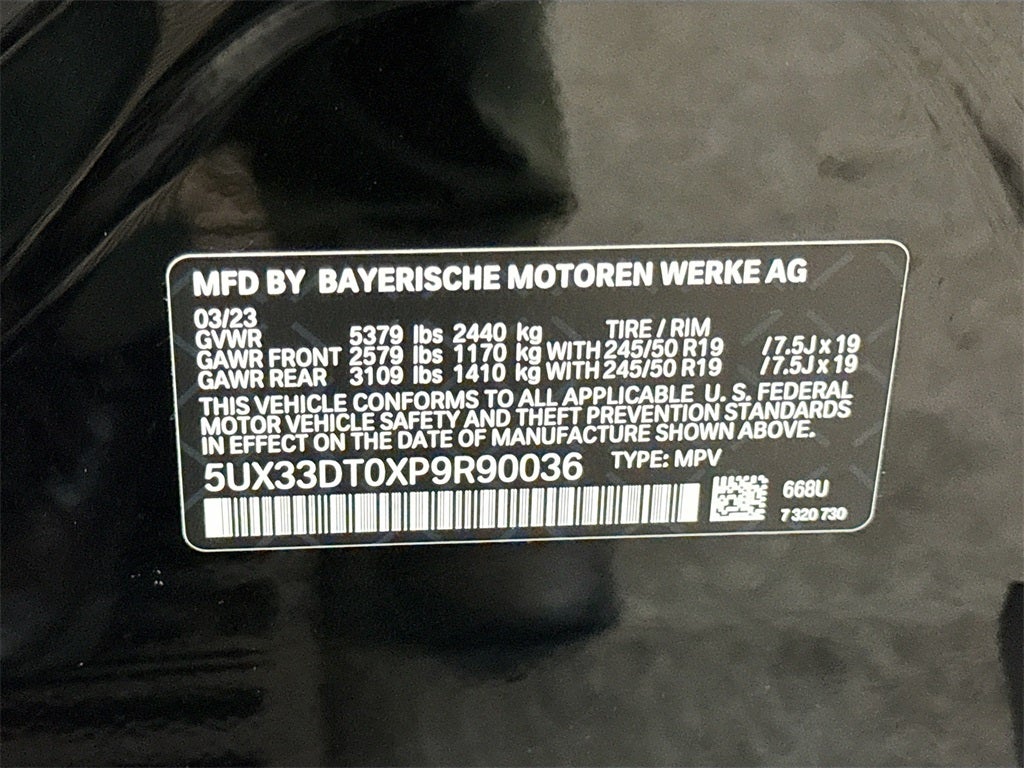 MFD BY BAYERISCHE MOTOREN WERKE AG
03/23 TIRE / RIM
GVWR 5379 lbs 2440 kg
GAWR FRONT 2579 lbs 1170 kg WITH 245/50 R19 /7.5J x 19
GAWR REAR 3109 lbs 1410 kg WITH 245/50 R19 /7.5J x 19
THIS VEHICLE CONFORMS TO ALL APPLICABLE U. S. FEDERAL
MOTOR VEHICLE SAFETY AND THEFT PREVENTION STANDARDS
IN EFFECT ON THE DATE OF MANUFACTURE SHOWN ABOVE.
5UX33DT0XP9R90036 TYPE: MPV
668U
7 320 730